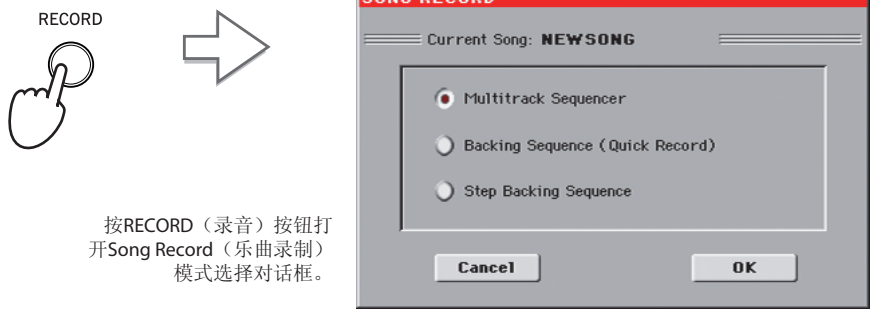 RECORD
SONG RECORD
Current Song: NEWSONG
Multitrack Sequencer
Backing Sequence (Quick Record)
Step Backing Sequence
Cancel
OK
按RECORD（录音）按钮打
开Song Record（乐曲录制）
模式选择对话框。